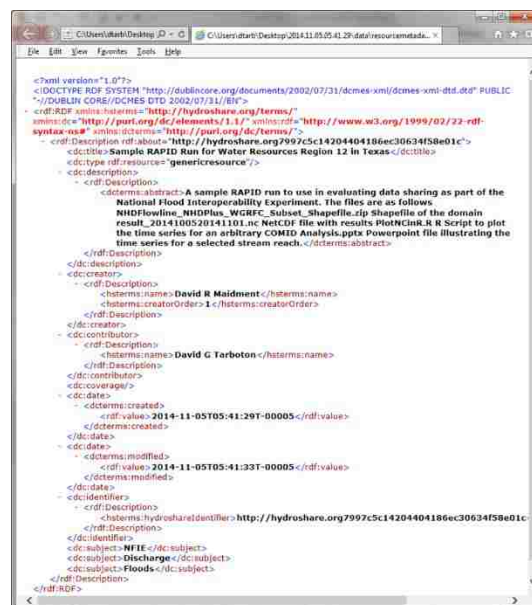 C:\Users\dtarb\Desktop
C:\Users\dtarb\Desktop\2014.11.05.05.41.29\data\resourcemetada...
File Edit View Favorites Tools Help
<?xml version="1.0"?>
<!DOCTYPE RDF SYSTEM "http://dublincore.org/documents/2002/07/31/dcmes-xml/dcmes-xml-dtd.dtd" PUBLIC
"-//DUBLIN CORE//DCMES DTD 2002/07/31//EN">
- <rdf:RDF xmlns:hsterms="http://hydroshare.org/terms/"
xmlns:dc="http://purl.org/dc/elements/1.1/" xmlns:rdf="http://www.w3.org/1999/02/22-rdf-
syntax-ns#" xmlns:dcterms="http://purl.org/dc/terms/">
- <rdf:Description rdf:about="http://hydroshare.org7997c5c14204404186ec30634f58e01c">
<dc:title>Sample RAPID Run for Water Resources Region 12 in Texas</dc:title>
<dc:type rdf:resource="genericresource"/>
- <dc:description>
- <rdf:Description>
<dcterms:abstract>A sample RAPID run to use in evaluating data sharing as part of the
National Flood Interoperability Experiment. The files are as follows
NHDFlowline_NHDPlus_WGRFC_Subset_Shapefile.zip Shapefile of the domain
result_2014100520141101.nc NetCDF file with results PlotNCinR.R R Script to plot
the time series for an arbitrary COMID Analysis.pptx Powerpoint file illustrating the
time series for a selected stream reach.</dcterms:abstract>
</rdf:Description>
</dc:description>
- <dc:creator>
- <rdf:Description>
<hsterms:name>David R Maidment</hsterms:name>
<hsterms:creatorOrder>1</hsterms:creatorOrder>
</rdf:Description>
</dc:creator>
- <dc:contributor>
- <rdf:Description>
<hsterms:name>David G Tarboton</hsterms:name>
</rdf:Description>
</dc:contributor>
<dc:coverage/>
- <dc:date>
- <dcterms:created>
<rdf:value>2014-11-05T05:41:29T-00005</rdf:value>
</dcterms:created>
</dc:date>
- <dc:date>
- <dcterms:modified>
<rdf:value>2014-11-05T05:41:33T-00005</rdf:value>
</dcterms:modified>
</dc:date>
- <dc:identifier>
- <rdf:Description>
<hsterms:hydroshareIdentifier>http://hydroshare.org7997c5c14204404186ec30634f58e01c
</rdf:Description>
</dc:identifier>
<dc:subject>NFIE</dc:subject>
<dc:subject>Discharge</dc:subject>
<dc:subject>Floods</dc:subject>
</rdf:Description>
</rdf:RDF>